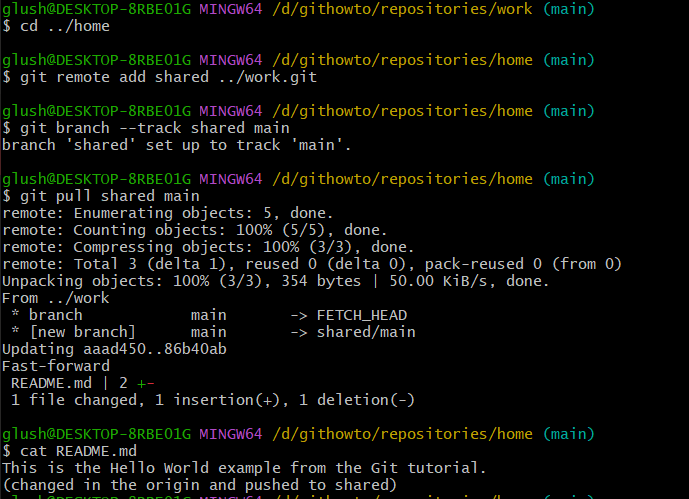 glush@DESKTOP-8RBE01G MINGW64 /d/githowto/repositories/work (main)
$ cd ../home
glush@DESKTOP-8RBE01G MINGW64 /d/githowto/repositories/home (main)
$ git remote add shared ../work.git
glush@DESKTOP-8RBE01G MINGW64 /d/githowto/repositories/home (main)
$ git branch --track shared main
branch 'shared' set up to track 'main'.
glush@DESKTOP-8RBE01G MINGW64 /d/githowto/repositories/home (main)
$ git pull shared main
remote: Enumerating objects: 5, done.
remote: Counting objects: 100% (5/5), done.
remote: Compressing objects: 100% (3/3), done.
remote: Total 3 (delta 1), reused 0 (delta 0), pack-reused 0 (from 0)
Unpacking objects: 100% (3/3), 354 bytes | 50.00 KiB/s, done.
From ../work
 * branch            main       -> FETCH_HEAD
 * [new branch]      main       -> shared/main
Updating aaad450..86b40ab
Fast-forward
 README.md | 2 +-
 1 file changed, 1 insertion(+), 1 deletion(-)
glush@DESKTOP-8RBE01G MINGW64 /d/githowto/repositories/home (main)
$ cat README.md
This is the Hello World example from the Git tutorial.
(changed in the origin and pushed to shared)